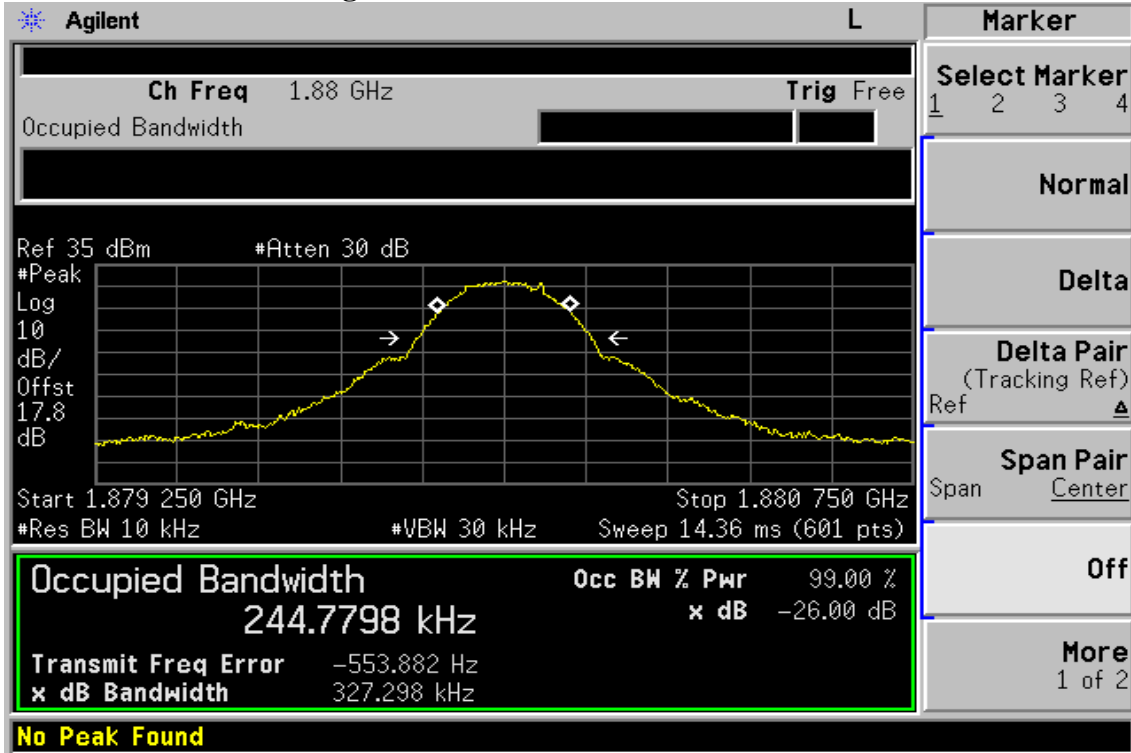 Agilent L Marker
Ch Freq 1.88 GHz Trig Free
Occupied Bandwidth
Select Marker
1 2 3 4
Normal
Delta
Delta Pair
(Tracking Ref)
Ref Δ
Span Pair
Span Center
Off
More
1 of 2
Ref 35 dBm #Atten 30 dB
#Peak
Log
10
dB/
Offst
17.8
dB
Start 1.879 250 GHz Stop 1.880 750 GHz
#Res BW 10 kHz #VBW 30 kHz Sweep 14.36 ms (601 pts)
Occupied Bandwidth Occ BW % Pwr 99.00 %
244.7798 kHz x dB -26.00 dB
Transmit Freq Error -553.882 Hz
x dB Bandwidth 327.298 kHz
No Peak Found